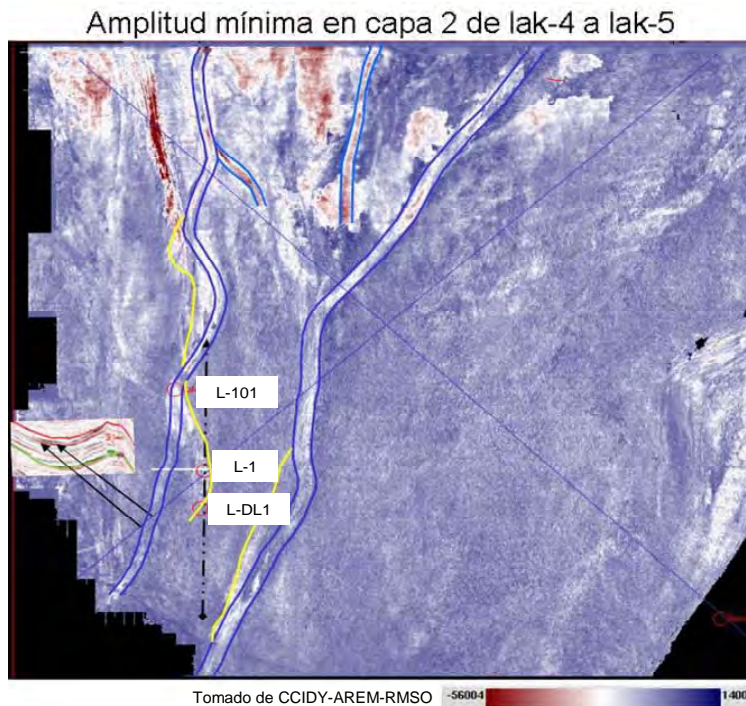 Amplitud mínima en capa 2 de lak-4 a lak-5
L-101
L-1
L-DL1
Tomado de CCIDY-AREM-RMSO
-56004
1400